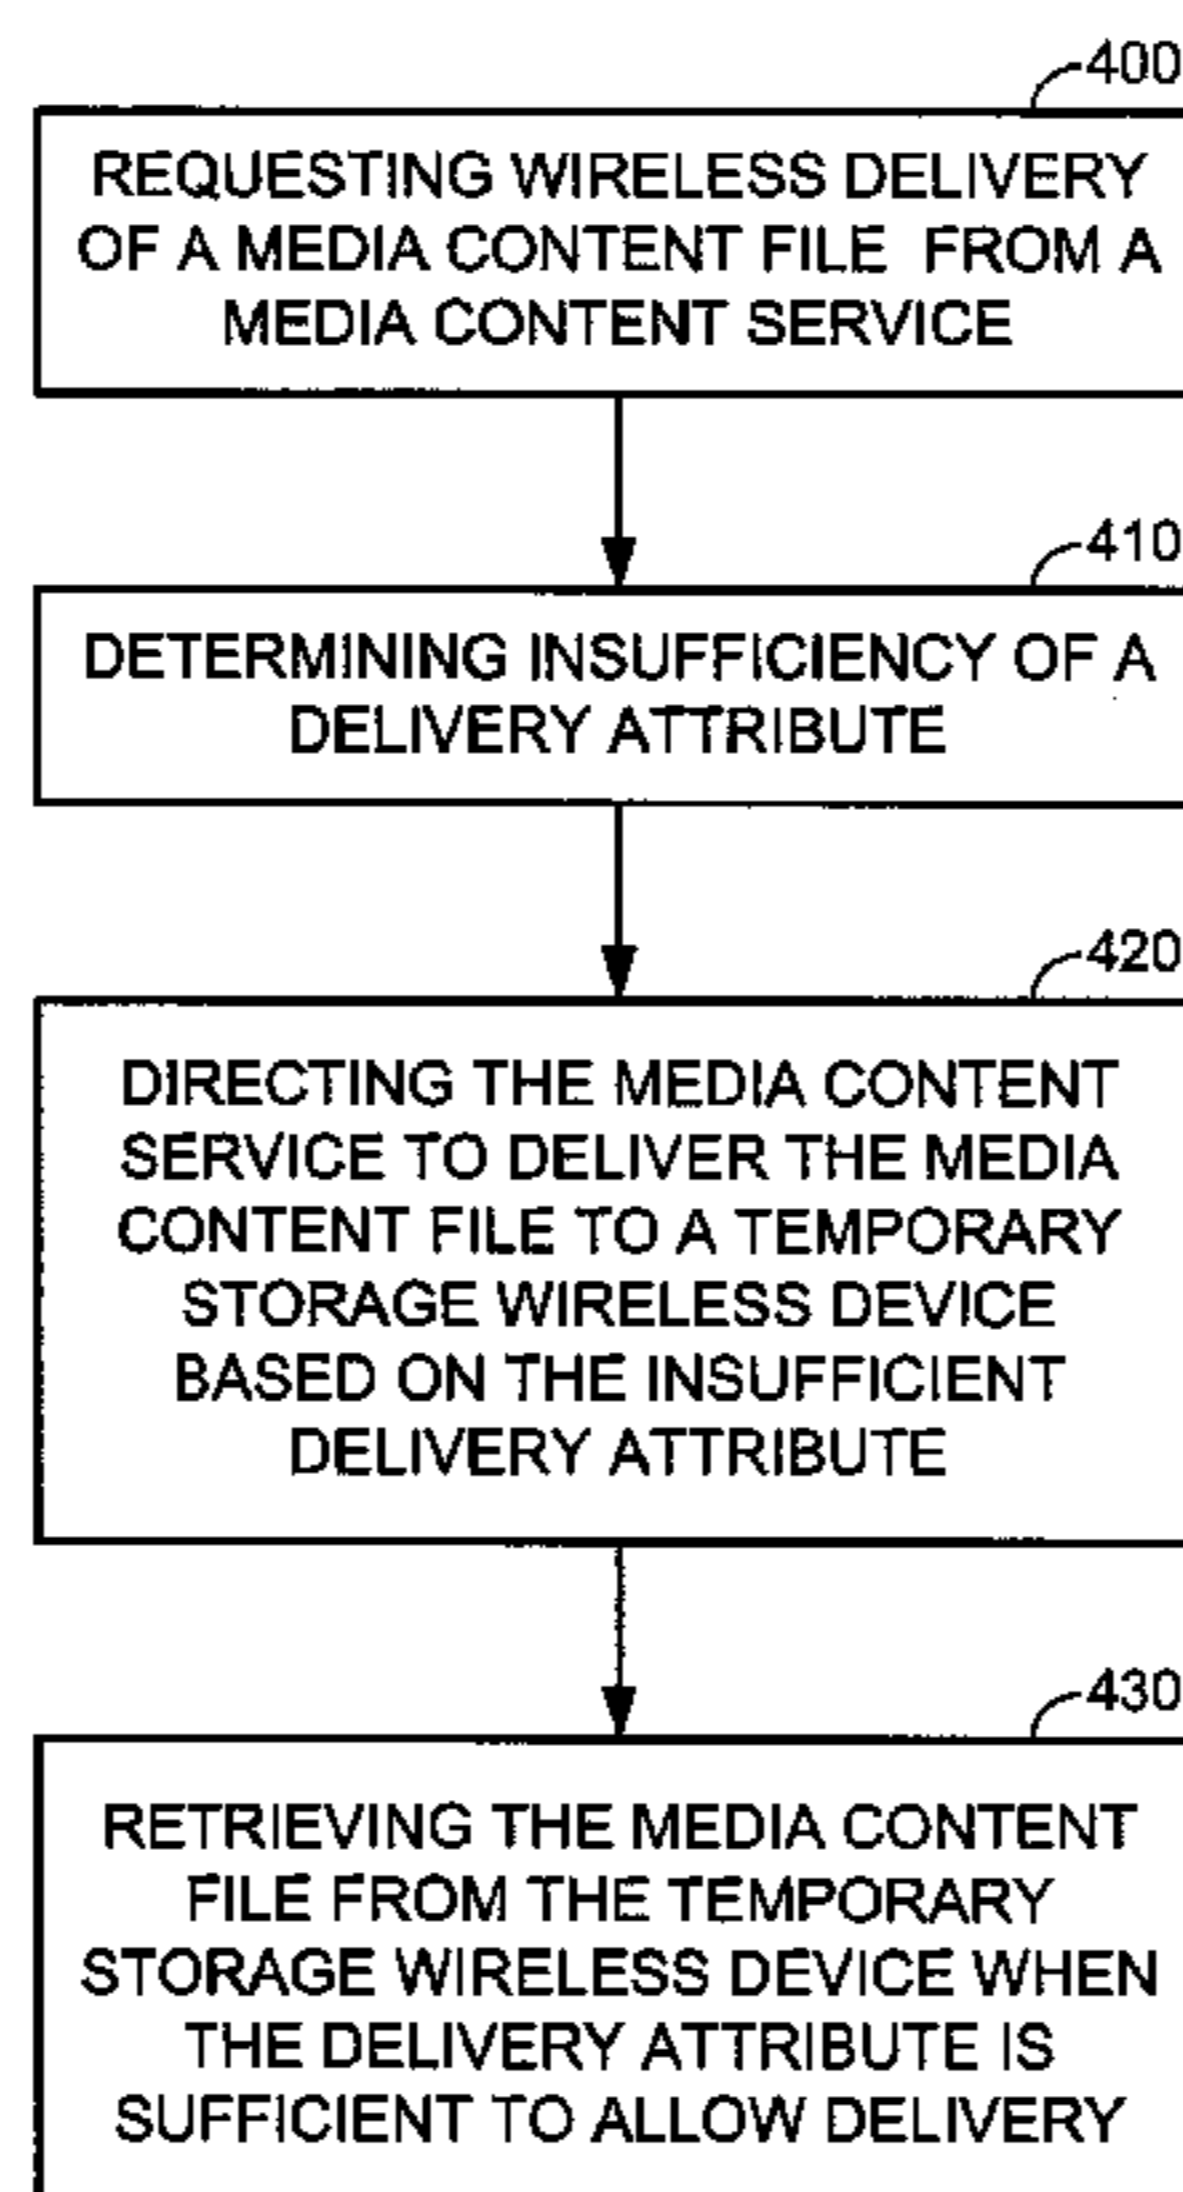 400
REQUESTING WIRELESS DELIVERY
OF A MEDIA CONTENT FILE FROM A
MEDIA CONTENT SERVICE
410
DETERMINING INSUFFICIENCY OF A
DELIVERY ATTRIBUTE
420
DIRECTING THE MEDIA CONTENT
SERVICE TO DELIVER THE MEDIA
CONTENT FILE TO A TEMPORARY
STORAGE WIRELESS DEVICE
BASED ON THE INSUFFICIENT
DELIVERY ATTRIBUTE
430
RETRIEVING THE MEDIA CONTENT
FILE FROM THE TEMPORARY
STORAGE WIRELESS DEVICE WHEN
THE DELIVERY ATTRIBUTE IS
SUFFICIENT TO ALLOW DELIVERY